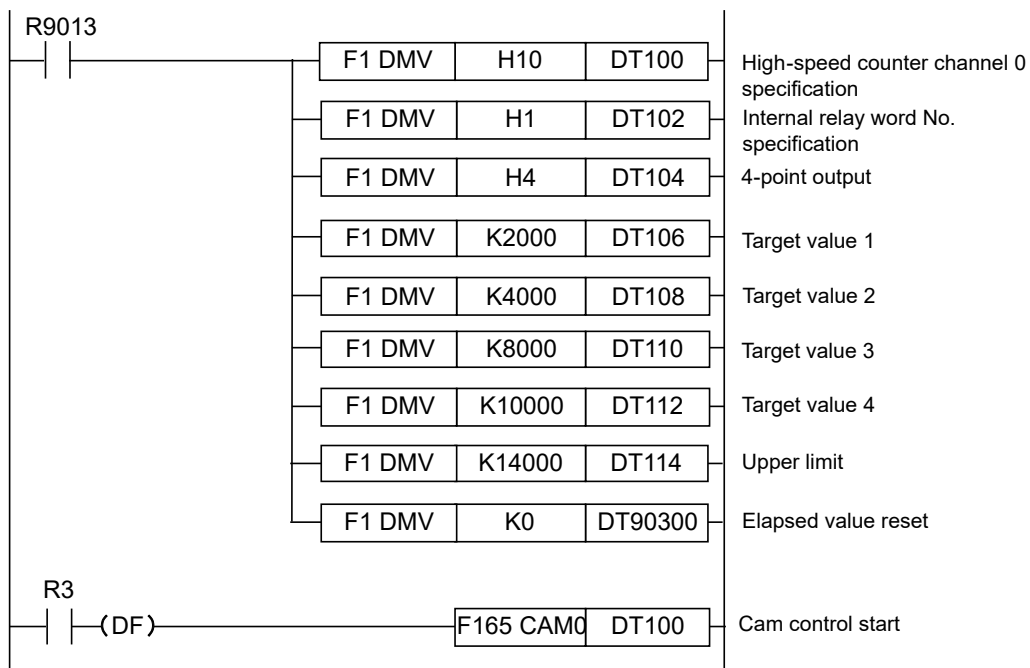 R9013
F1 DMV H10 DT100
High-speed counter channel 0
specification
F1 DMV H1 DT102
Internal relay word No.
specification
F1 DMV H4 DT104
4-point output
F1 DMV K2000 DT106
Target value 1
F1 DMV K4000 DT108
Target value 2
F1 DMV K8000 DT110
Target value 3
F1 DMV K10000 DT112
Target value 4
F1 DMV K14000 DT114
Upper limit
F1 DMV K0 DT90300
Elapsed value reset
R3
(DF)
F165 CAM0 DT100
Cam control start